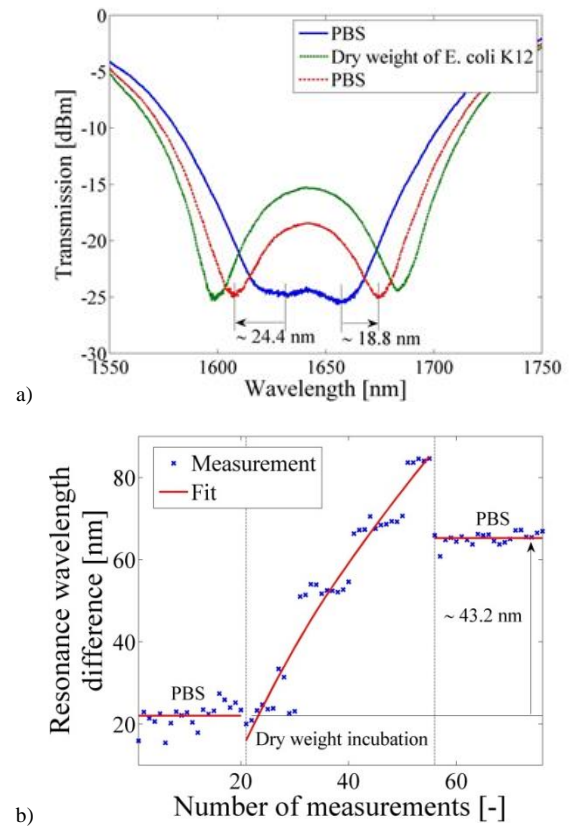 PBS
Dry weight of E. coli K12
PBS
0
-5
-10
-15
-20
-25
-30
Transmission [dBm]
~ 24.4 nm
~ 18.8 nm
1550
1600
1650
1700
1750
Wavelength [nm]
a)
Measurement
Fit
80
60
40
20
Resonance wavelength
difference [nm]
PBS
PBS
~ 43.2 nm
Dry weight incubation
20
40
60
Number of measurements [-]
b)